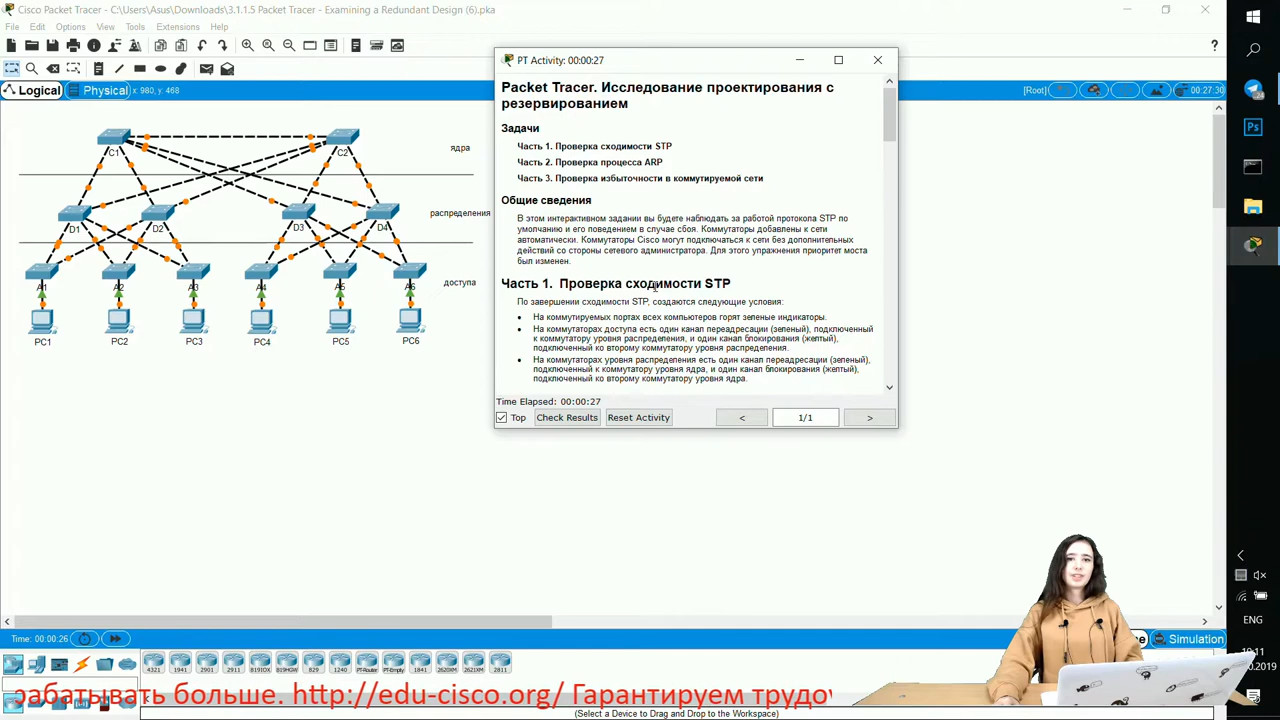 Cisco Packet Tracer - C:\Users\Asus\Downloads\3.1.1.5 Packet Tracer - Examining a Redundant Design (6).pka
File Edit Options View Tools Extensions Help
?
Logical
Physical
x: 980, y: 468
[Root]
00:27:30
C1
C2
ядра
D1
D2
D3
D4
распределения
A1
A2
A3
A4
A5
A6
доступа
PC1
PC2
PC3
PC4
PC5
PC6
PT Activity: 00:00:27
Packet Tracer. Исследование проектирования с
резервированием
Задачи
Часть 1. Проверка сходимости STP
Часть 2. Проверка процесса ARP
Часть 3. Проверка избыточности в коммутируемой сети
Общие сведения
В этом интерактивном задании вы будете наблюдать за работой протокола STP по
умолчанию и его поведением в случае сбоя. Коммутаторы добавлены к сети
автоматически. Коммутаторы Cisco могут подключаться к сети без дополнительных
действий со стороны сетевого администратора. Для этого упражнения приоритет моста
был изменен.
Часть 1. Проверка сходимости STP
По завершении сходимости STP, создаются следующие условия:
• На коммутируемых портах всех компьютеров горят зеленые индикаторы.
• На коммутаторах доступа есть один канал переадресации (зеленый), подключенный
к коммутатору уровня распределения, и один канал блокирования (желтый),
подключенный ко второму коммутатору уровня распределения.
• На коммутаторах уровня распределения есть один канал переадресации (зеленый),
подключенный к коммутатору уровня ядра, и один канал блокирования (желтый),
подключенный ко второму коммутатору уровня ядра.
Time Elapsed: 00:00:27
Top
Check Results
Reset Activity
<
1/1
>
Time: 00:00:26
Simulation
4321 1941 2901 2911 819IOX 819HGW 829 1240 PT-Router PT-Empty 1841 2620XM 2621XM 2811
рабатывать больше. http://edu-cisco.org/ Гарантируем трудо
(Select a Device to Drag and Drop to the Workspace)
Ps
ENG